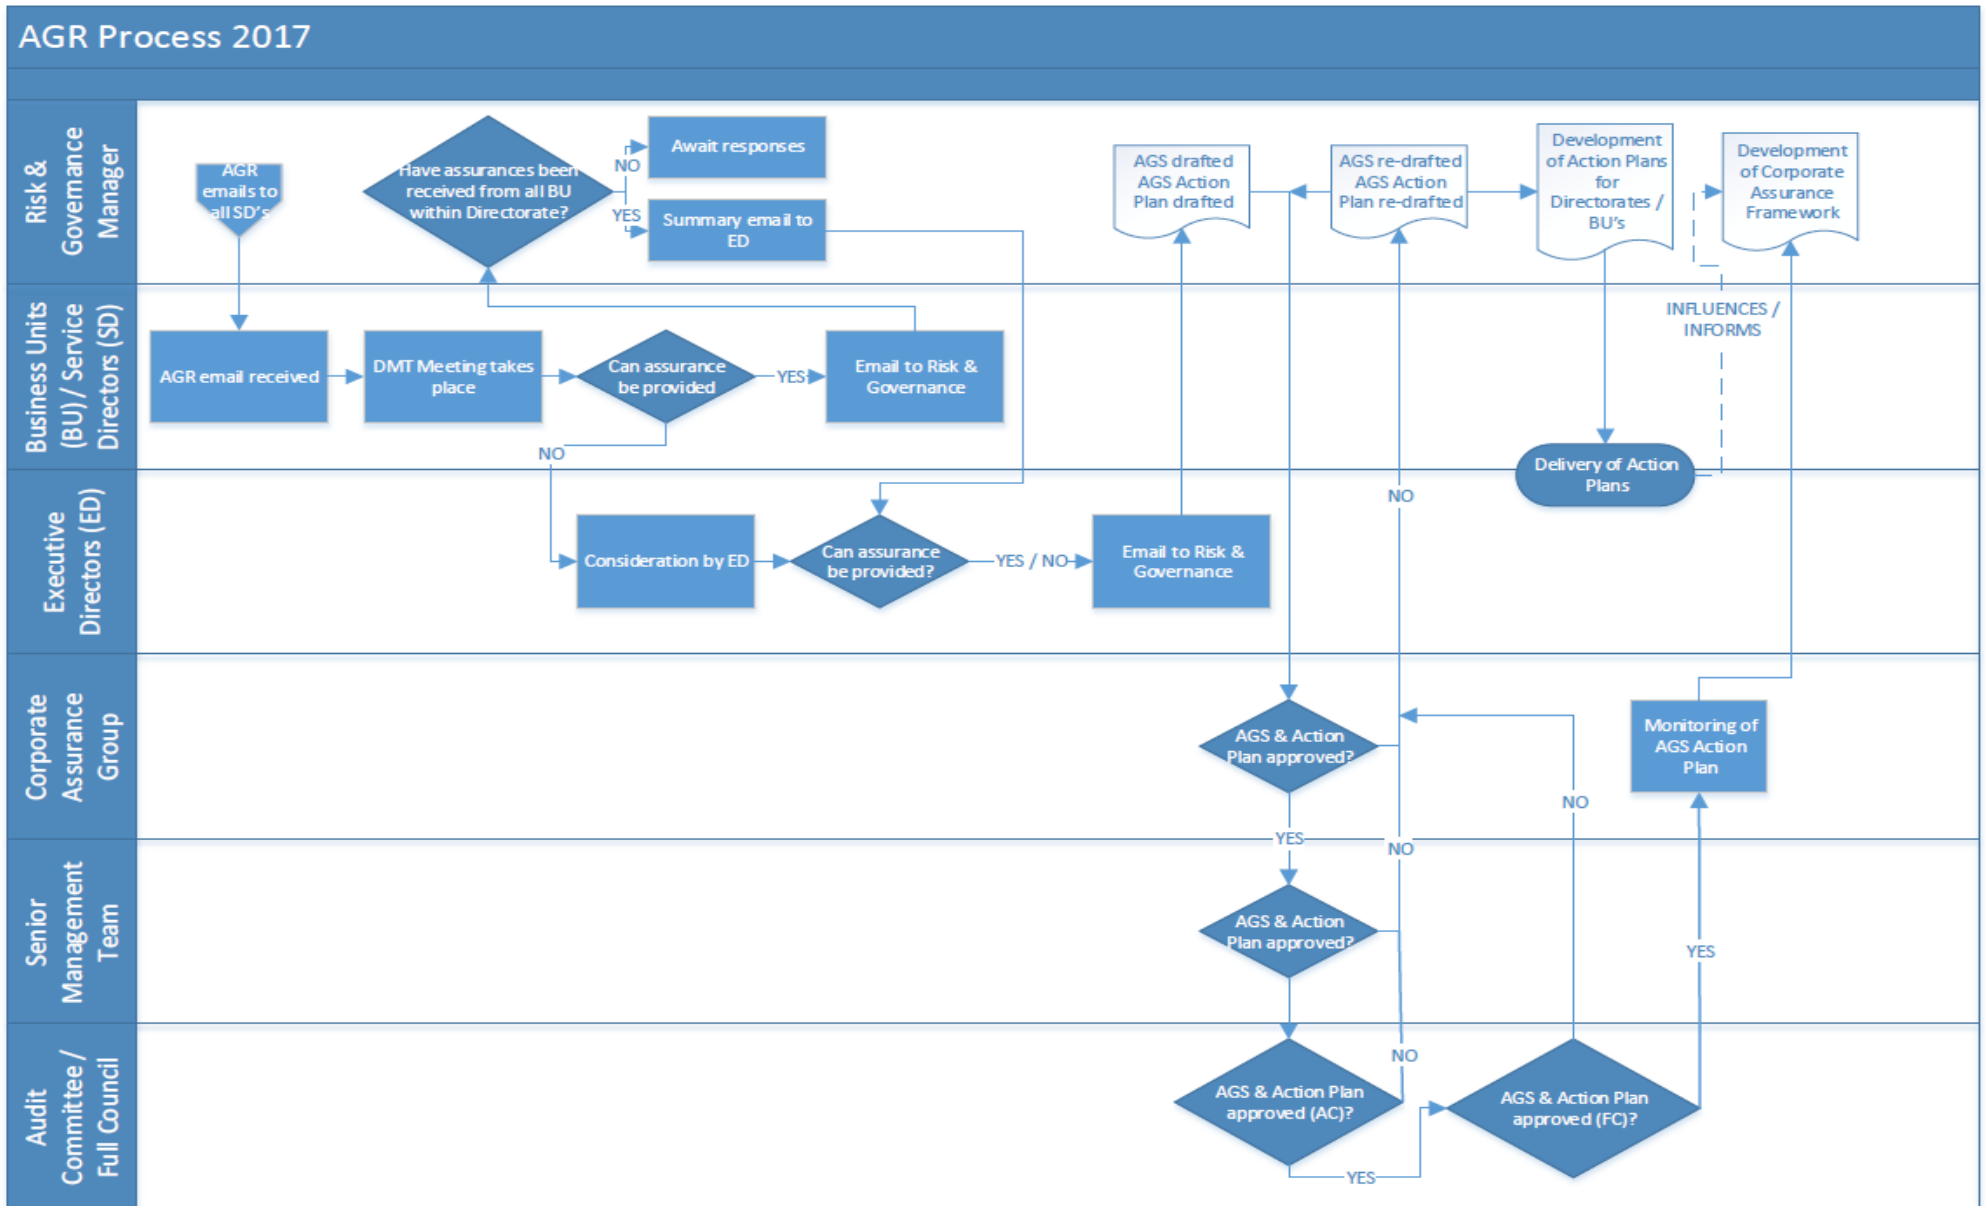 AGR Process 2017
Risk &
Governance
Manager
AGR
emails to
all SD's
Have assurances been
received from all BU
within Directorate?
NO
YES
Await responses
Summary email to
ED
AGS drafted
AGS Action
Plan drafted
AGS re-drafted
AGS Action
Plan re-drafted
Development
of Action Plans
for
Directorates /
BU's
Development
of Corporate
Assurance
Framework
Business Units
(BU) / Service
Directors (SD)
AGR email received
DMT Meeting takes
place
Can assurance
be provided
YES
Email to Risk &
Governance
NO
INFLUENCES /
INFORMS
Delivery of Action
Plans
Executive
Directors (ED)
Consideration by ED
Can assurance
be provided?
YES / NO
Email to Risk &
Governance
NO
Corporate
Assurance
Group
AGS & Action
Plan approved?
Monitoring of
AGS Action
Plan
NO
YES
NO
Senior
Management
Team
AGS & Action
Plan approved?
YES
Audit
Committee /
Full Council
NO
AGS & Action Plan
approved (AC)?
AGS & Action Plan
approved (FC)?
YES